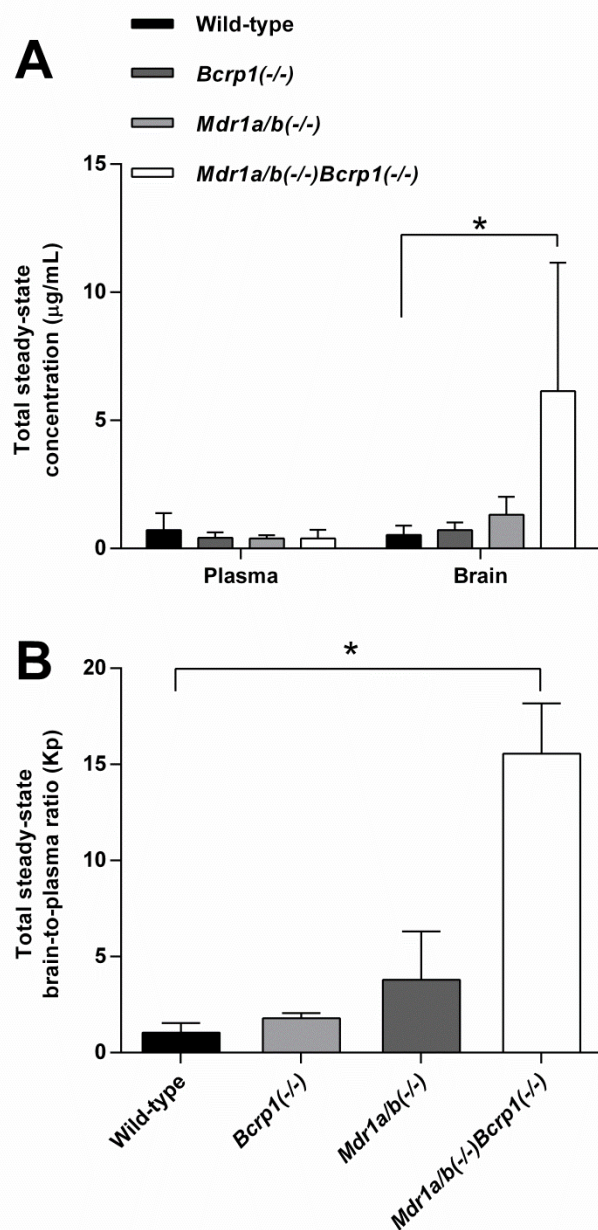 A
Wild-type
Bcrp1(-/-)
Mdr1a/b(-/-)
Mdr1a/b(-/-)Bcrp1(-/-)
Total steady-state
concentration (μg/mL)
15
10
5
0
*
Plasma
Brain
B
Total steady-state
brain-to-plasma ratio (Kp)
20
15
10
5
0
*
Wild-type
Bcrp1(-/-)
Mdr1a/b(-/-)
Mdr1a/b(-/-)Bcrp1(-/-)